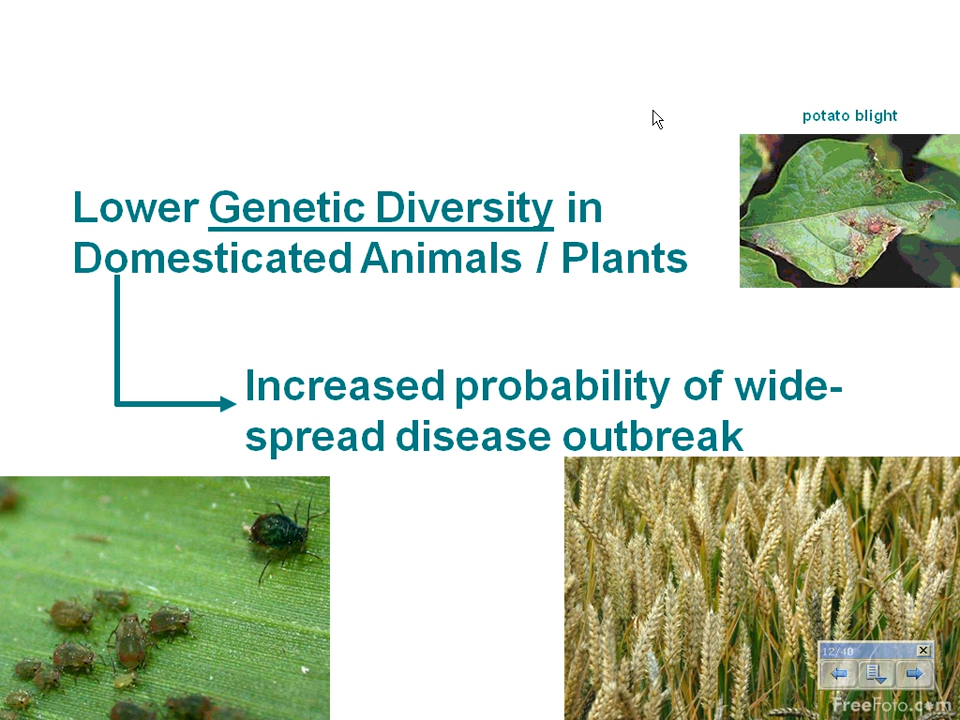 potato blight
Lower Genetic Diversity in
Domesticated Animals / Plants
Increased probability of wide-
spread disease outbreak
12/40
FreeFoto.com